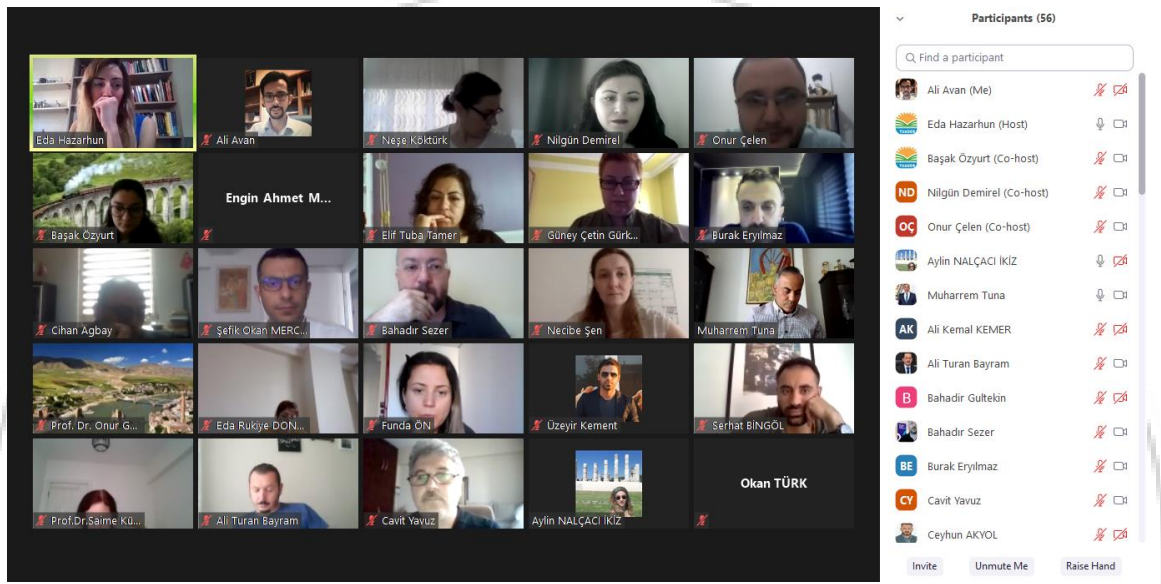 Eda Hazarhun
Ali Avan
Neşe Köktürk
Nilgün Demirel
Onur Çelen
Başak Özyurt
Engin Ahmet M...
Elif Tuba Tamer
Güney Çetin Gürk...
Burak Eryılmaz
Cihan Agbay
Şefik Okan MERC...
Bahadır Sezer
Necibe Şen
Muharrem Tuna
Prof. Dr. Onur G...
Eda Rukiye DON...
Funda ÖN
Üzeyir Kement
Serhat BİNGÖL
Prof.Dr.Saime Kü...
Ali Turan Bayram
Cavit Yavuz
Aylin NALÇACI İKİZ
Okan TÜRK
Participants (56)
Find a participant
Ali Avan (Me)
Eda Hazarhun (Host)
Başak Özyurt (Co-host)
ND Nilgün Demirel (Co-host)
OÇ Onur Çelen (Co-host)
Aylin NALÇACI İKİZ
Muharrem Tuna
AK Ali Kemal KEMER
Ali Turan Bayram
B Bahadir Gultekin
Bahadır Sezer
BE Burak Eryılmaz
CY Cavit Yavuz
Ceyhun AKYOL
Invite Unmute Me Raise Hand